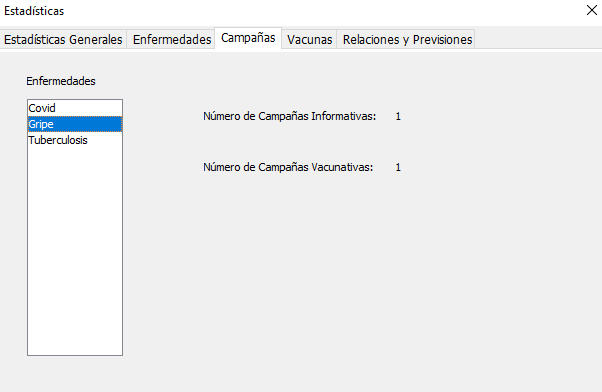 Estadísticas
Estadísticas Generales Enfermedades Campañas Vacunas Relaciones y Previsiones
Enfermedades
Covid
Gripe
Tuberculosis
Número de Campañas Informativas: 1
Número de Campañas Vacunativas: 1